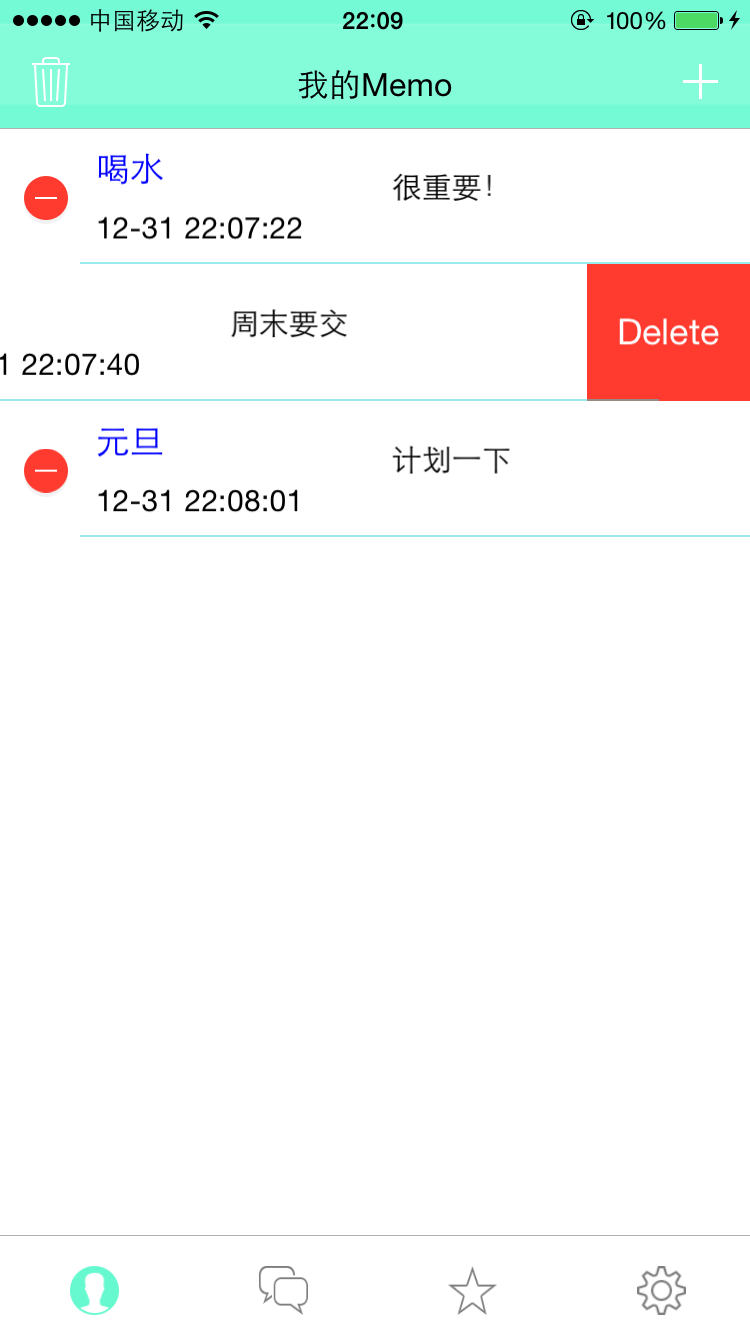 中国移动 22:09 100%
我的Memo
喝水
很重要!
12-31 22:07:22
周末要交
1 22:07:40
Delete
元旦
计划一下
12-31 22:08:01